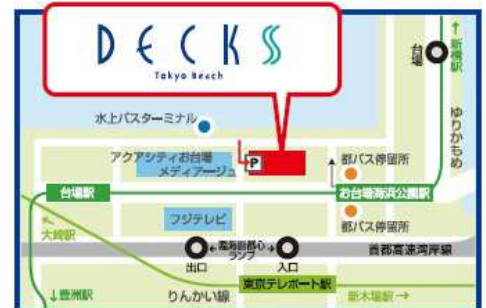 DECKS
Tokyo Beach
台場
↑新橋駅
ゆりかもめ
水上バスターミナル
アクアシティお台場
メディアージュ
P
都バス停留所
台場駅
お台場海浜公園駅
フジテレビ
都バス停留所
大崎駅
臨海副都心
ランプ
首都高速湾岸線
出口
入口
東京テレポート駅
↓豊洲駅
りんかい線
新木場駅→